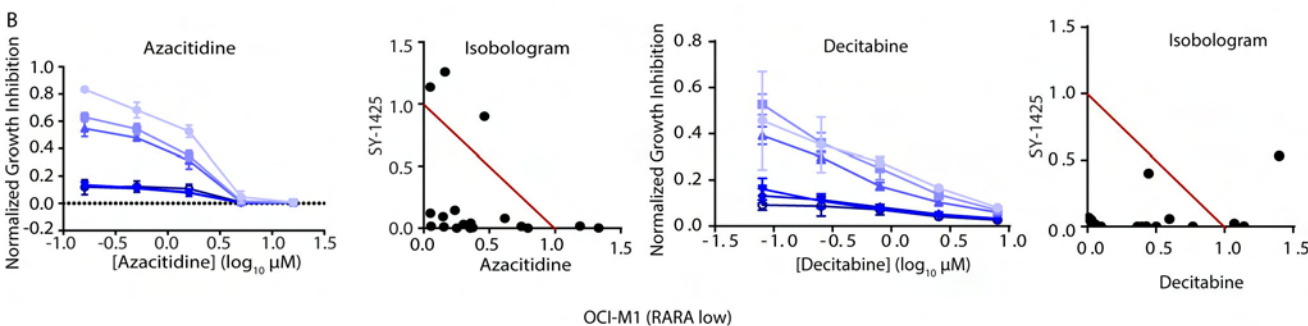 B
Azacitidine
Normalized Growth Inhibition
1.0
0.8
0.6
0.4
0.2
0.0
-0.2
-1.0 -0.5 0.0 0.5 1.0 1.5
[Azacitidine] (log10 μM)
Isobologram
SY-1425
1.5
1.0
0.5
0.0
0.0 0.5 1.0 1.5
Azacitidine
Decitabine
Normalized Growth Inhibition
0.8
0.6
0.4
0.2
0.0
-1.5 -1.0 -0.5 0.0 0.5 1.0
[Decitabine] (log10 μM)
Isobologram
SY-1425
1.5
1.0
0.5
0.0
0.0 0.5 1.0 1.5
Decitabine
OCI-M1 (RARA low)